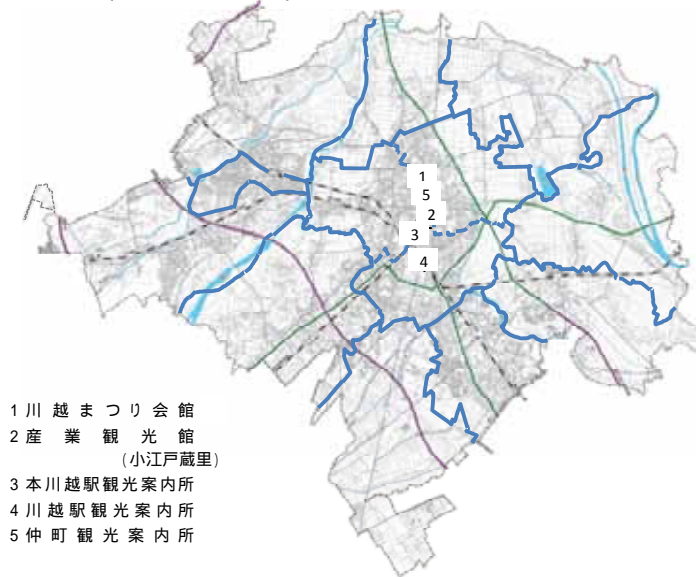 1
5
2
3
4
1 川越まつり会館
2 産業観光館
(小江戸蔵里)
3 本川越駅観光案内所
4 川越駅観光案内所
5 仲町観光案内所